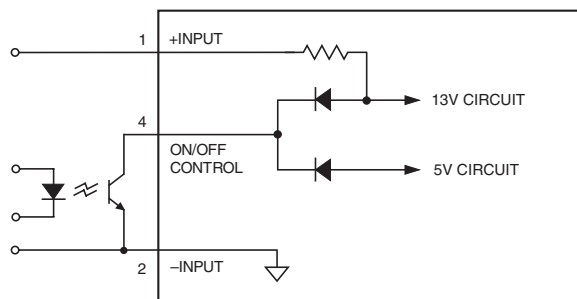 1
+INPUT
13V CIRCUIT
4
ON/OFF
CONTROL
5V CIRCUIT
2
–INPUT